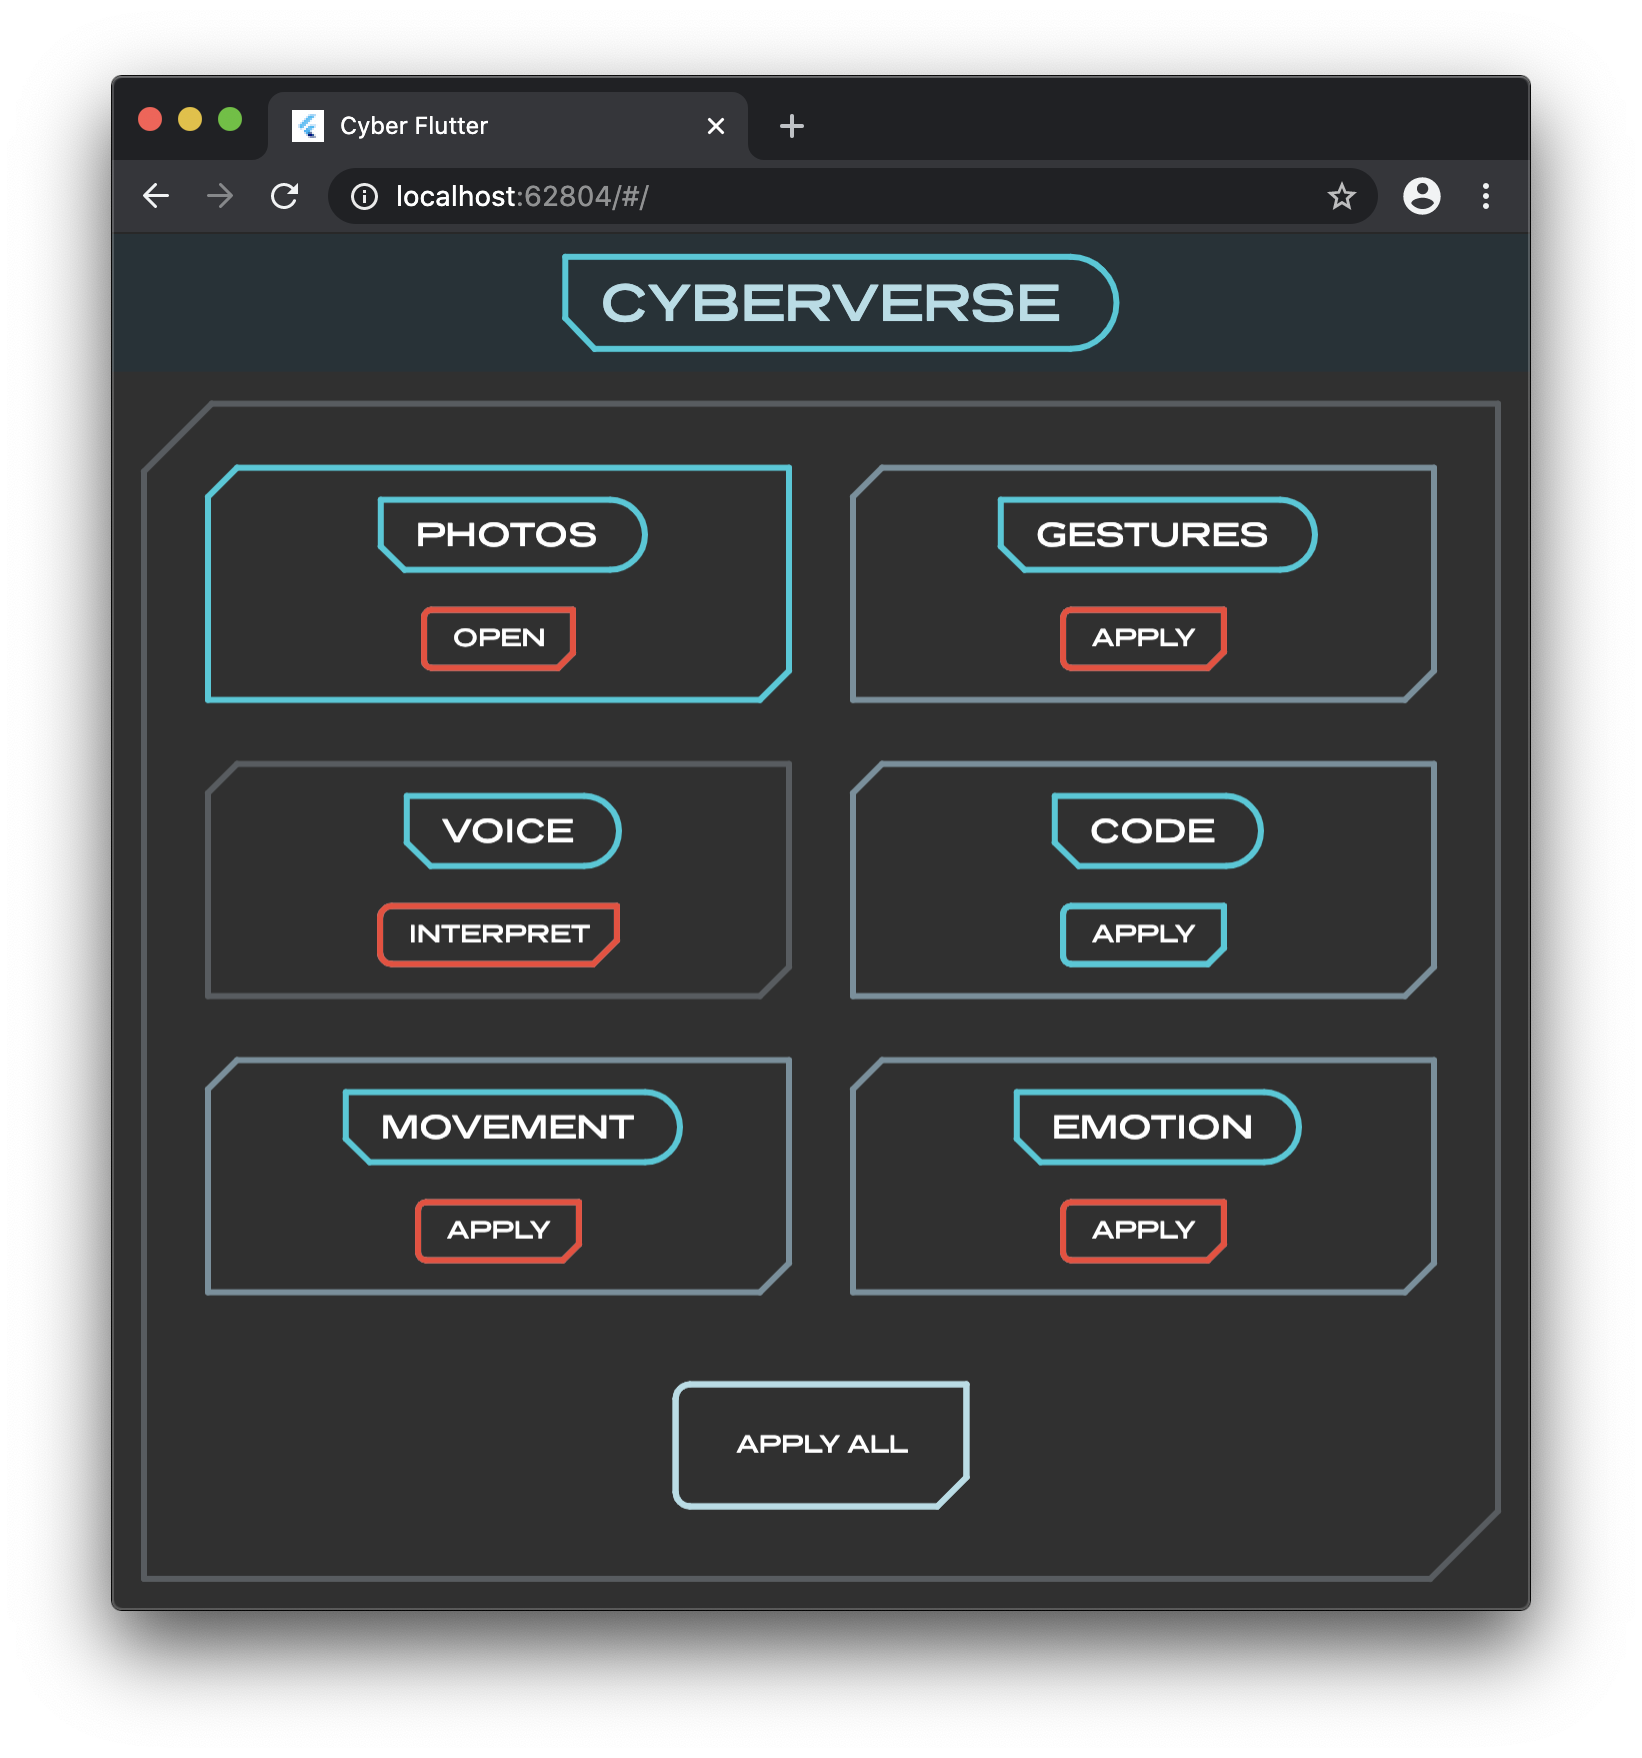 Cyber Flutter
localhost:62804/#/
CYBERVERSE
PHOTOS
OPEN
GESTURES
APPLY
VOICE
INTERPRET
CODE
APPLY
MOVEMENT
APPLY
EMOTION
APPLY
APPLY ALL